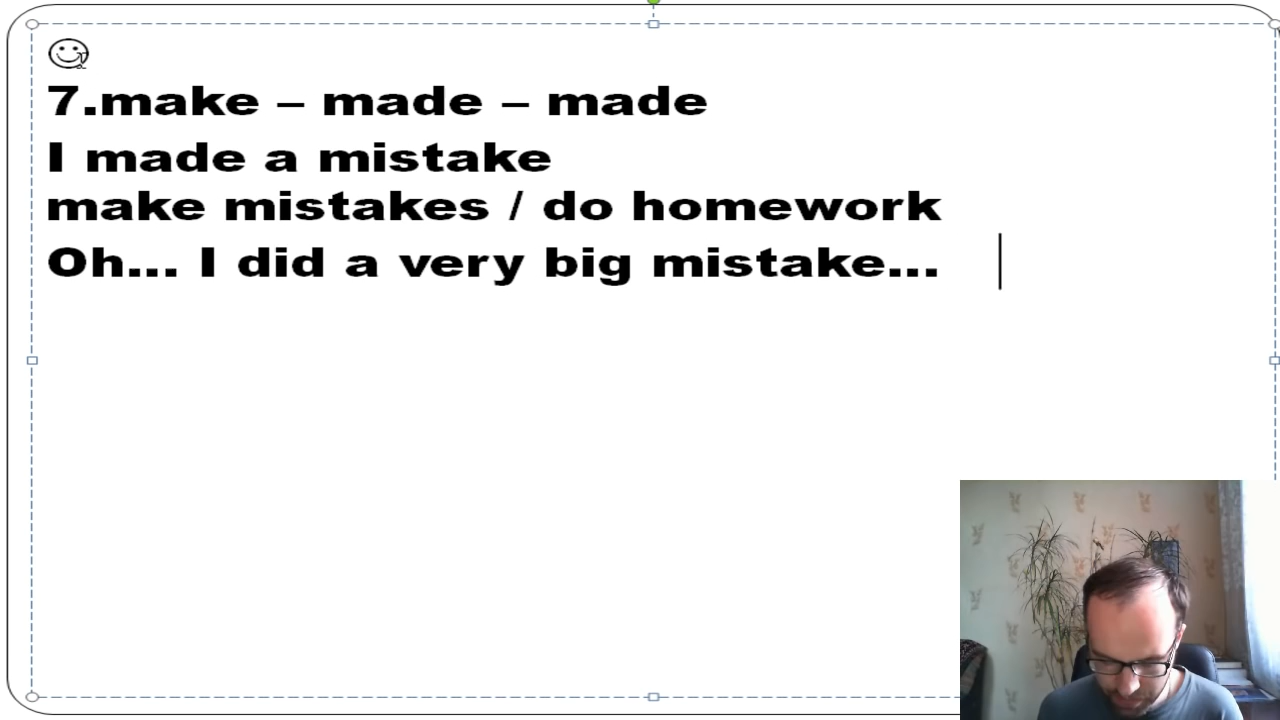 7.make – made – made
I made a mistake
make mistakes / do homework
Oh... I did a very big mistake...